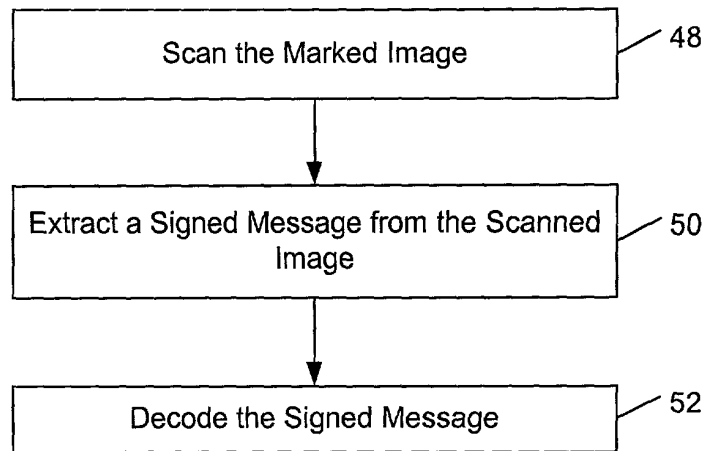 Scan the Marked Image
48
Extract a Signed Message from the Scanned
Image
50
Decode the Signed Message
52